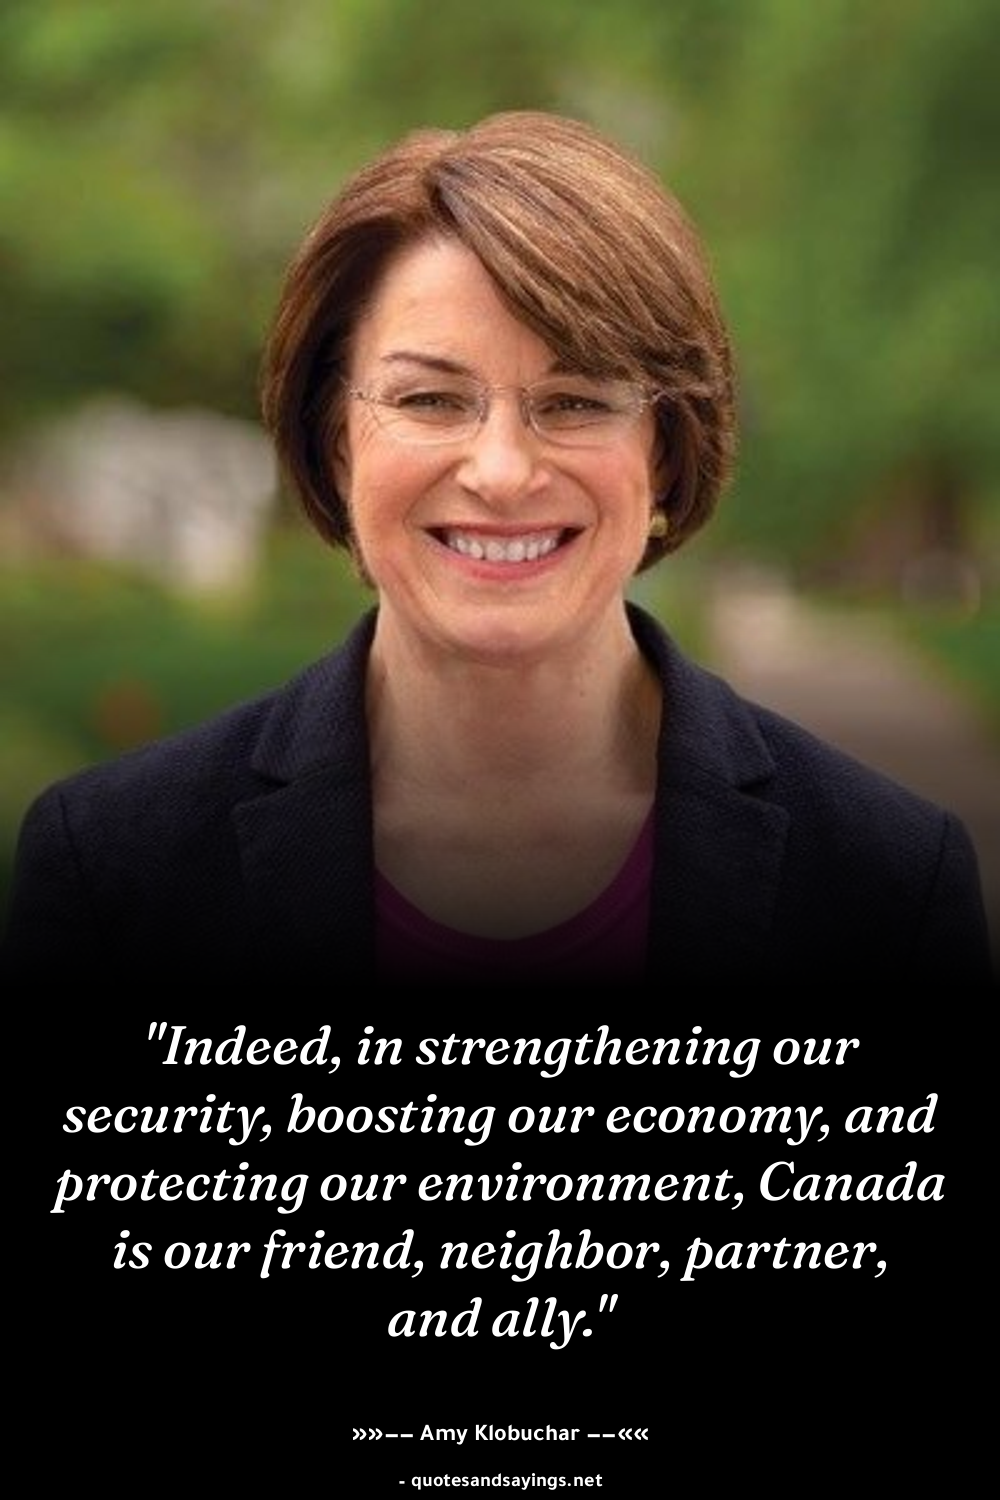 "Indeed, in strengthening our
security, boosting our economy, and
protecting our environment, Canada
is our friend, neighbor, partner,
and ally."
»»−− Amy Klobuchar −−««
- quotesandsayings.net